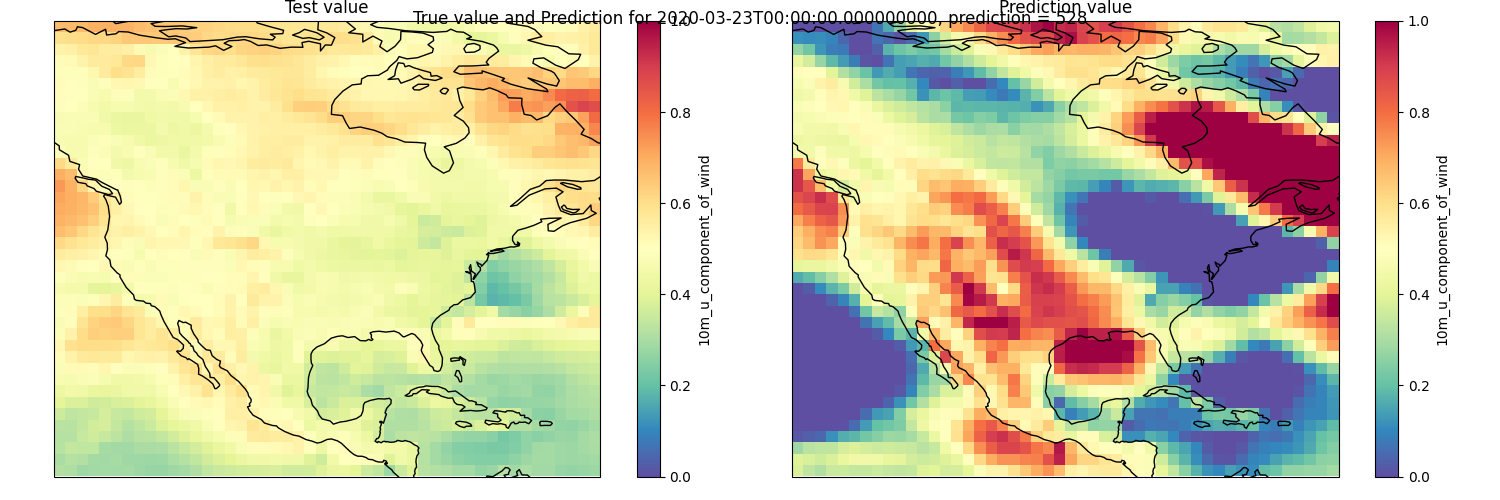 Test value
Prediction value
True value and Prediction for 2020-03-23T00:00:00.000000000, prediction = 528
1.0
0.8
0.6
0.4
0.2
0.0
10m_u_component_of_wind
1.0
0.8
0.6
0.4
0.2
0.0
10m_u_component_of_wind